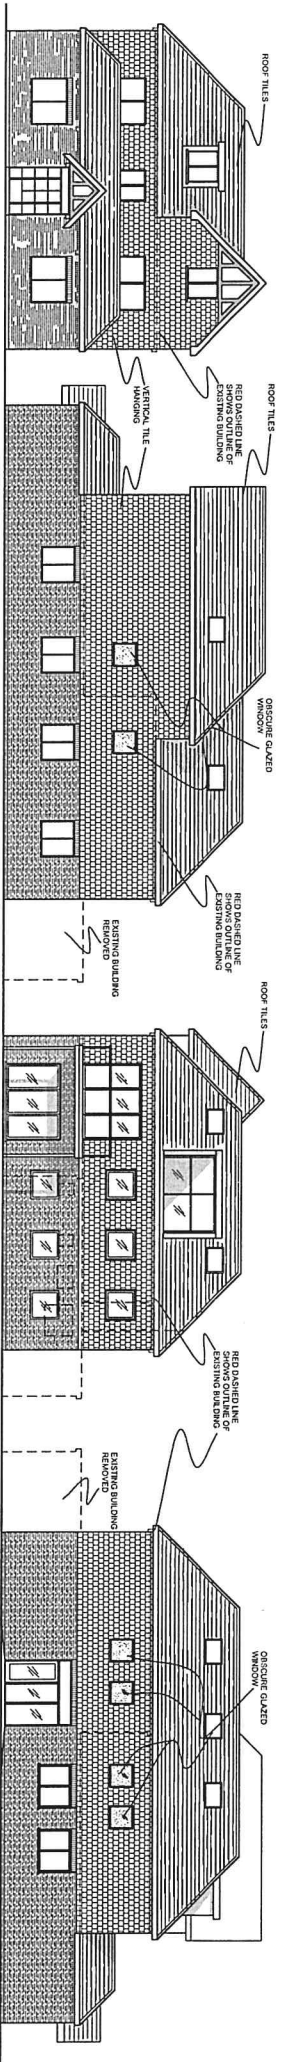 ROOF TILES
RED DASHED LINE
SHOWS OUTLINE OF
EXISTING BUILDING
VERTICAL TILE
HANGING
ROOF TILES
OBSCURE GLAZED
WINDOW
RED DASHED LINE
SHOWS OUTLINE OF
EXISTING BUILDING
EXISTING BUILDING
REMOVED
ROOF TILES
RED DASHED LINE
SHOWS OUTLINE OF
EXISTING BUILDING
EXISTING BUILDING
REMOVED
OBSCURE GLAZED
WINDOW